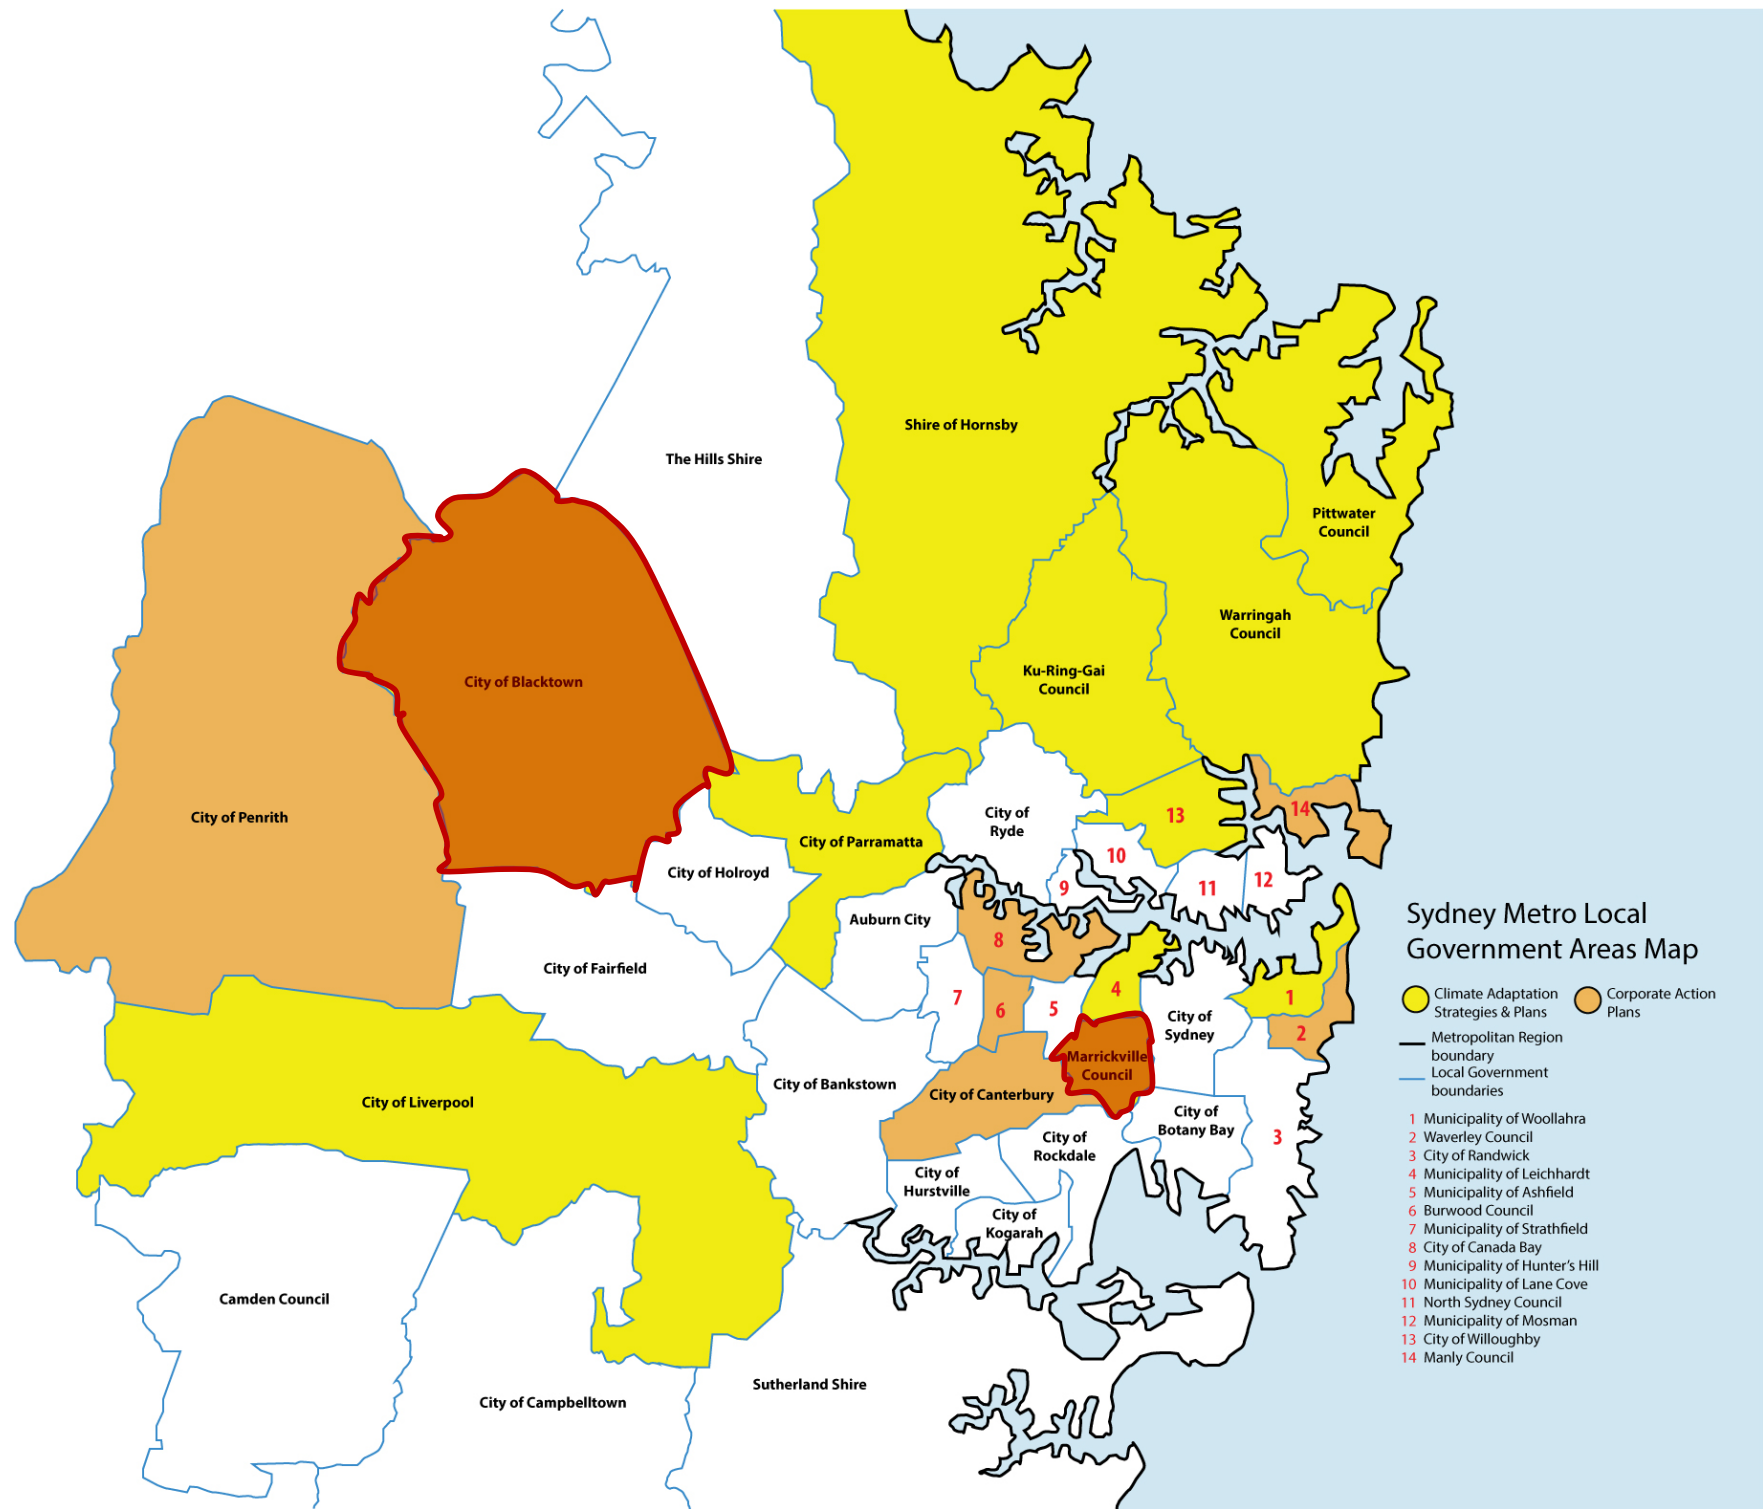 Shire of Hornsby
The Hills Shire
Pittwater
Council
Warringah
Council
Ku-Ring-Gai
Council
City of Blacktown
City of Penrith
City of
Ryde
13
14
City of Parramatta
10
City of Holroyd
9
11
12
Auburn City
8
City of Fairfield
7
6
5
4
1
City of
Sydney
2
Marrickville
Council
City of Bankstown
City of Canterbury
City of Liverpool
City of
Botany Bay
3
City of
Rockdale
City of
Hurstville
City of
Kogarah
Camden Council
Sutherland Shire
City of Campbelltown
Sydney Metro Local
Government Areas Map
Climate Adaptation
Strategies & Plans
Corporate Action
Plans
Metropolitan Region
boundary
Local Government
boundaries
1 Municipality of Woollahra
2 Waverley Council
3 City of Randwick
4 Municipality of Leichhardt
5 Municipality of Ashfield
6 Burwood Council
7 Municipality of Strathfield
8 City of Canada Bay
9 Municipality of Hunter's Hill
10 Municipality of Lane Cove
11 North Sydney Council
12 Municipality of Mosman
13 City of Willoughby
14 Manly Council